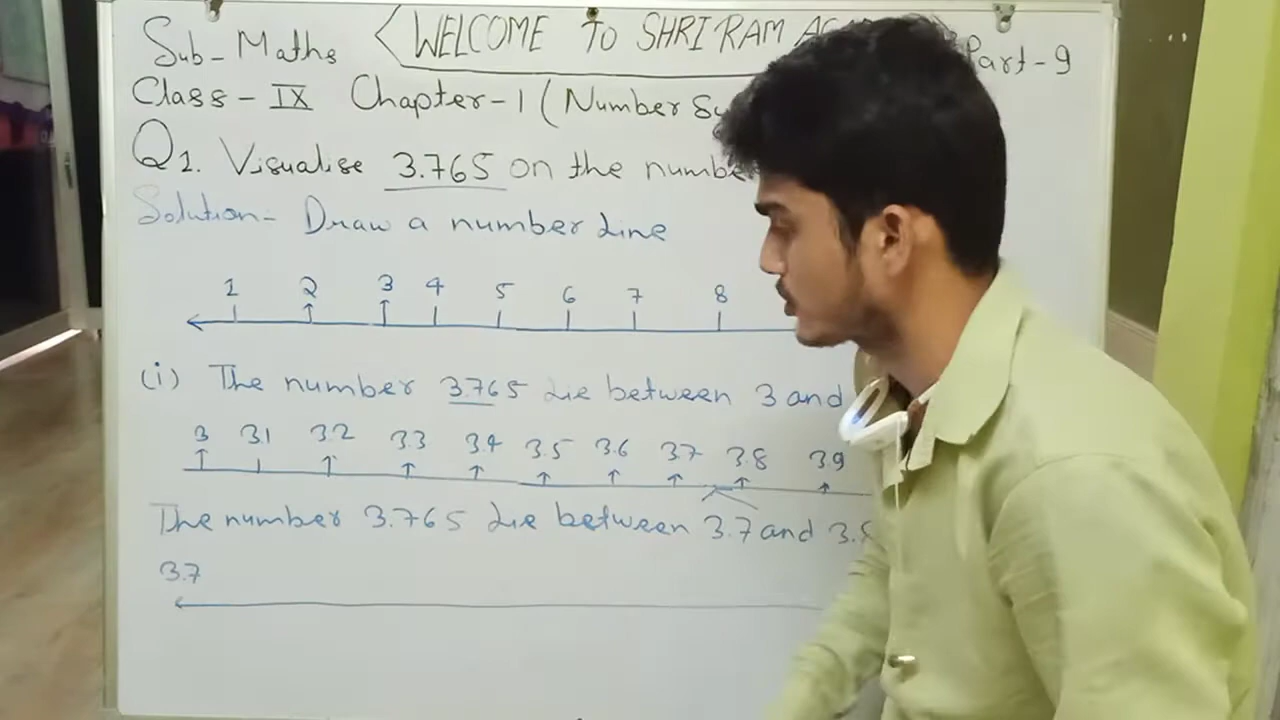 WELCOME TO SHRI RAM
Sub-Maths Part-9
Class-IX Chapter-1 (Number
Q1. Visualise 3.765 on the number
Solution- Draw a number line
1 2 3 4 5 6 7 8
(i) The number 3.765 lie between 3 and
3 3.1 3.2 3.3 3.4 3.5 3.6 3.7 3.8 3.9
The number 3.765 lie between 3.7 and
3.7